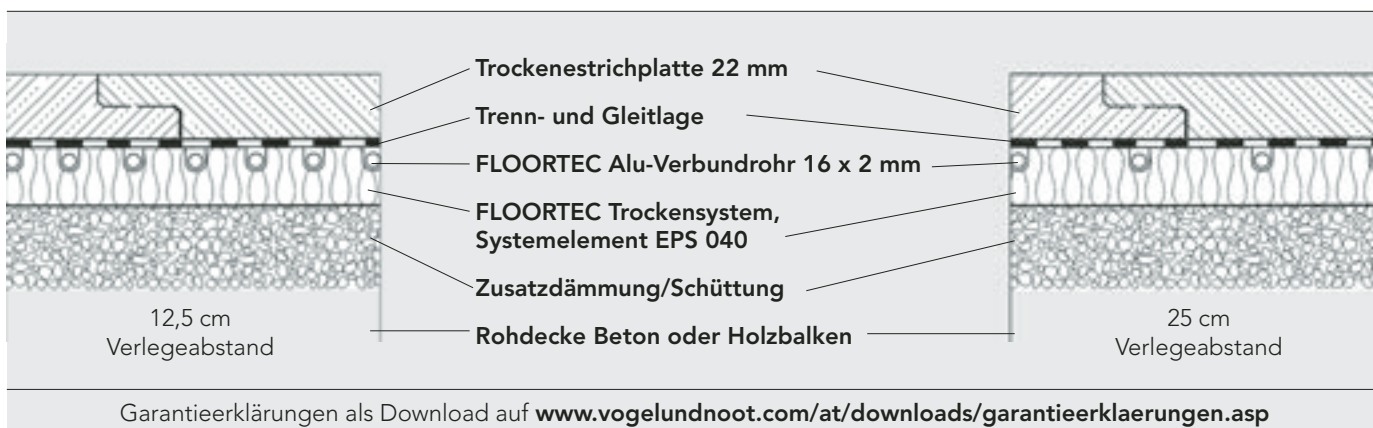 Trockenestrichplatte 22 mm
Trenn- und Gleitlage
FLOORTEC Alu-Verbundrohr 16 x 2 mm
FLOORTEC Trockensystem,
Systemelement EPS 040
Zusatzdämmung/Schüttung
Rohdecke Beton oder Holzbalken
12,5 cm
Verlegeabstand
25 cm
Verlegeabstand
Garantieerklärungen als Download auf www.vogelundnoot.com/at/downloads/garantieerklaerungen.asp